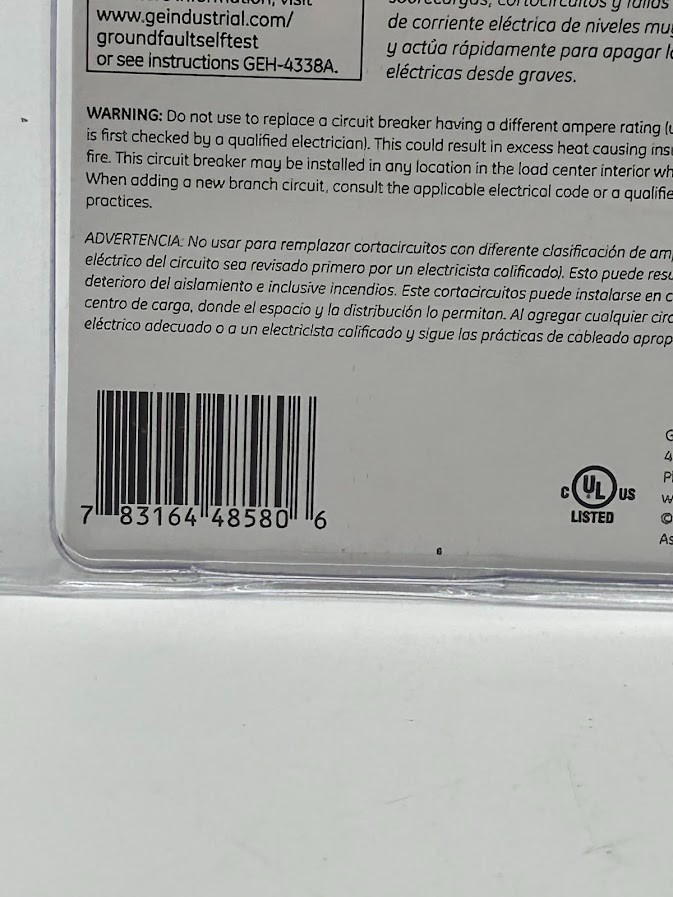 www.geindustrial.com/
groundfaultselftest
or see instructions GEH-4338A.
de corriente eléctrica de niveles
y actúa rápidamente para apagar
eléctricas desde graves.
WARNING: Do not use to replace a circuit breaker having a different ampere rating
is first checked by a qualified electrician). This could result in excess heat causing
fire. This circuit breaker may be installed in any location in the load center interior
When adding a new branch circuit, consult the applicable electrical code or a
practices.
ADVERTENCIA: No usar para remplazar cortacircuitos con diferente clasificación de
eléctrico del circuito sea revisado primero por un electricista calificado). Esto puede
deterioro del aislamiento e inclusive incendios. Este cortacircuitos puede instalarse en
centro de carga, donde el espacio y la distribución lo permitan. Al agregar cualquier
eléctrico adecuado o a un electricista calificado y sigue las prácticas de cableado
7 83164 48580 6
C UL US
LISTED
6
©